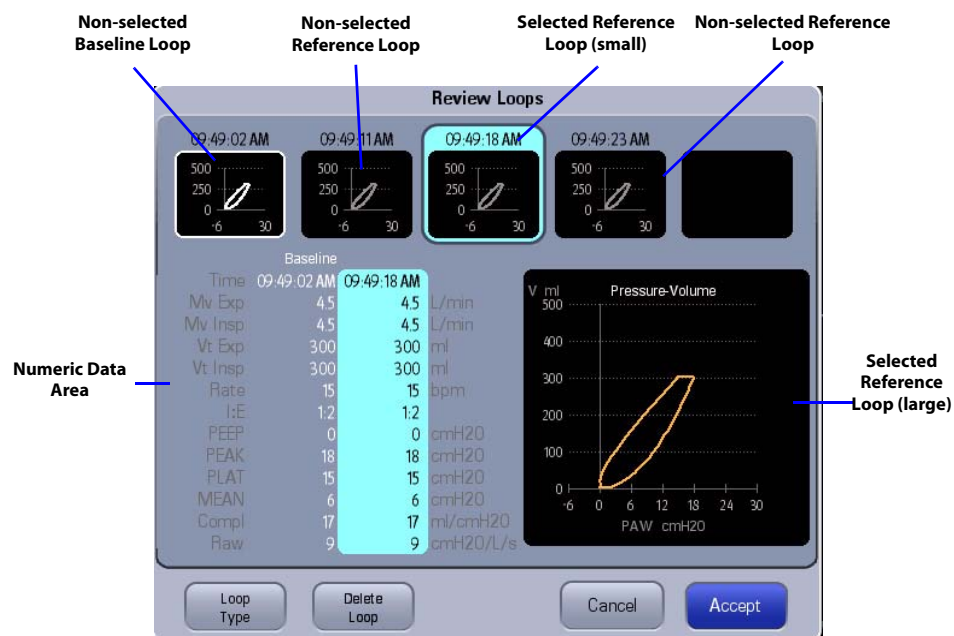 Non-selected
Baseline Loop
Non-selected
Reference Loop
Selected Reference
Loop (small)
Non-selected Reference
Loop
Review Loops
09:49:02 AM
09:49:11 AM
09:49:18 AM
09:49:23 AM
500
250
0
-6 30
500
250
0
-6 30
500
250
0
-6 30
500
250
0
-6 30
Baseline
Time 09:49:02 AM 09:49:18 AM
Mv Exp 4.5 4.5 L/min
Mv Insp 4.5 4.5 L/min
Vt Exp 300 300 ml
Vt Insp 300 300 ml
Rate 15 15 bpm
I:E 1:2 1:2
PEEP 0 0 cmH2O
PEAK 18 18 cmH2O
PLAT 15 15 cmH2O
MEAN 6 6 cmH2O
Compl 17 17 ml/cmH2O
Raw 9 9 cmH2O/L/s
V ml Pressure-Volume
500
400
300
200
100
0
-6 0 6 12 18 24 30
PAW cmH2O
Numeric Data
Area
Selected
Reference
Loop (large)
Loop
Type
Delete
Loop
Cancel
Accept